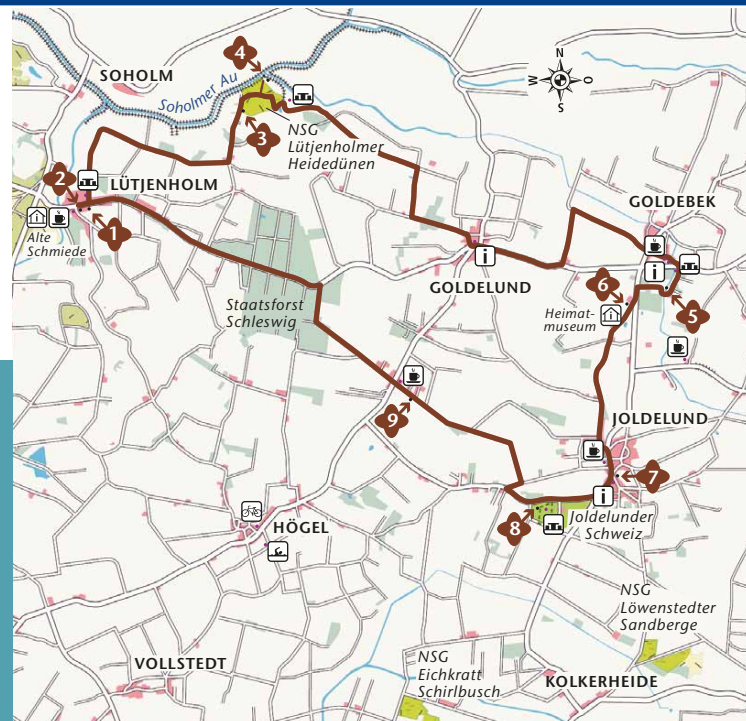 N
W
O
S
SOHOLM
4
Soholmer Au
3
NSG
Lütjenholmer
Heidedünen
2
LÜTJENHOLM
1
Alte
Schmiede
GOLDEBEK
i
GOLDELUND
i
6
5
Heimat-
museum
Staatsforst
Schleswig
9
JOLDELUND
7
i
8
Joldelunder
Schweiz
HÖGEL
NSG
Löwenstedter
Sandberge
VOLLSTEDT
NSG
Eichkratt
Schirlbusch
KOLKERHEIDE